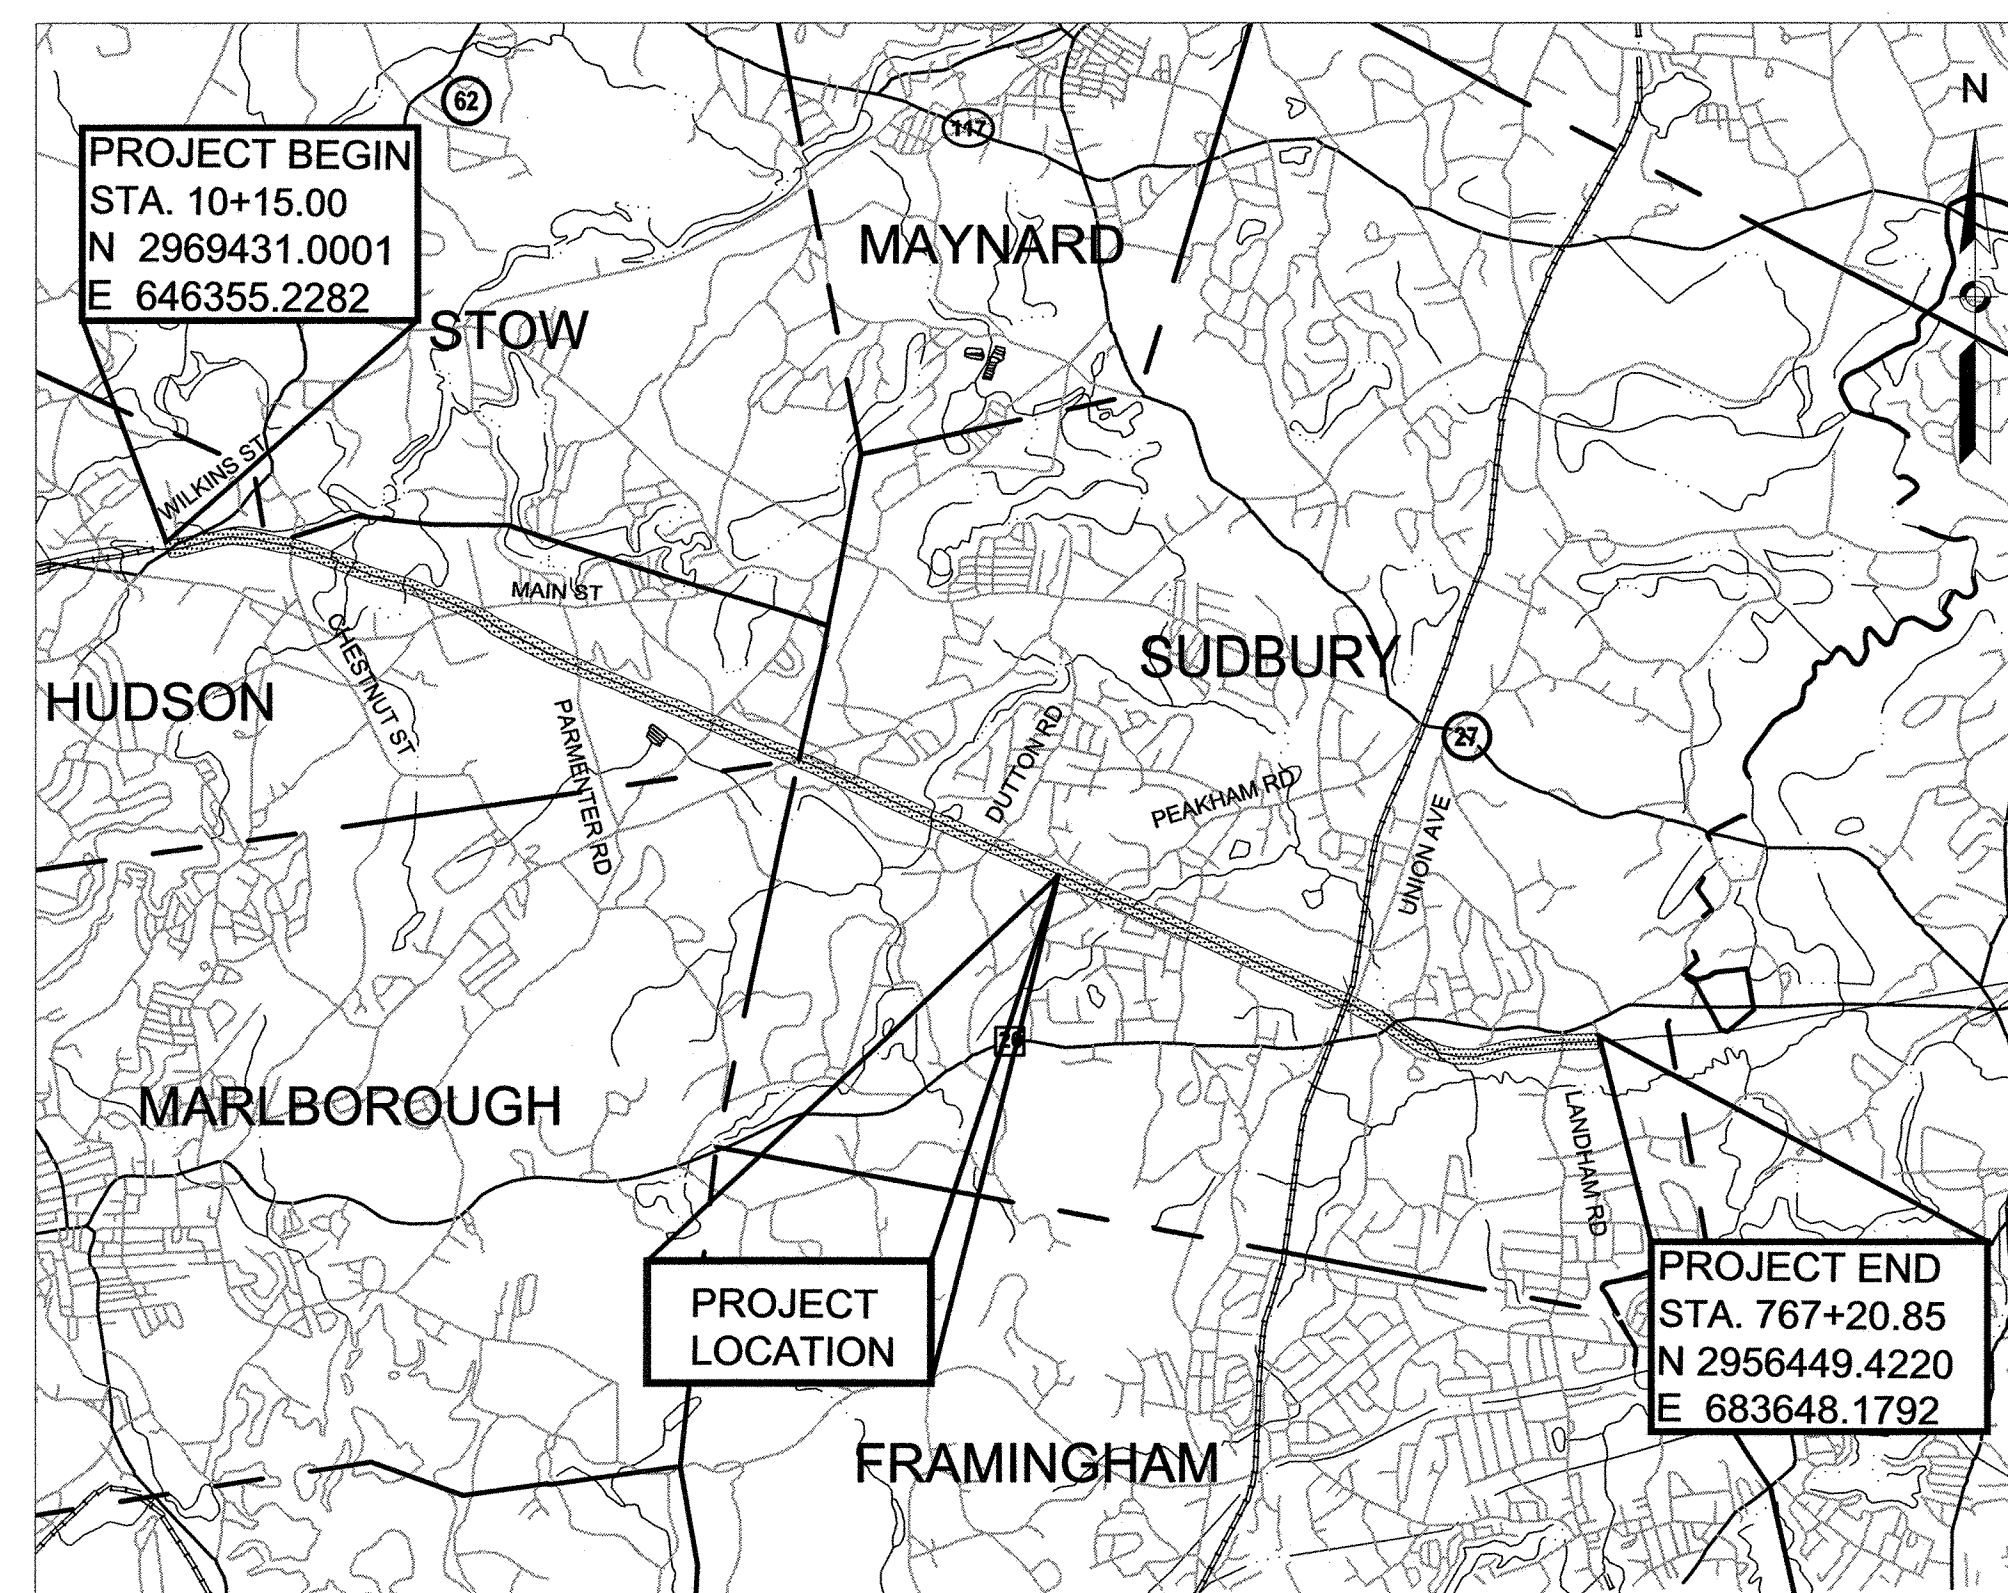 62
117
N
PROJECT BEGIN
STA. 10+15.00
N 2969431.0001
E 646355.2282
MAYNARD
STOW
WILKINS ST
MAIN ST
CHESTNUT ST
SUDBURY
HUDSON
PARMENTER RD
DUTTON RD
27
PEAKHAM RD
UNION AVE
20
MARLBOROUGH
LANDHAM RD
PROJECT
LOCATION
PROJECT END
STA. 767+20.85
N 2956449.4220
E 683648.1792
FRAMINGHAM